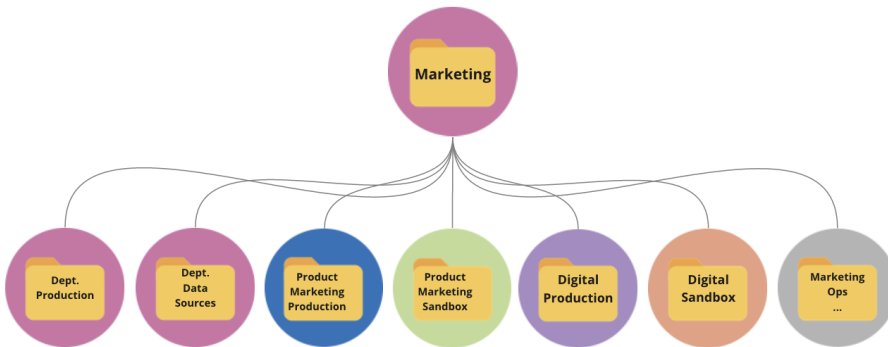 Marketing
Dept.
Production
Dept.
Data
Sources
Product
Marketing
Production
Product
Marketing
Sandbox
Digital
Production
Digital
Sandbox
Marketing
Ops
...